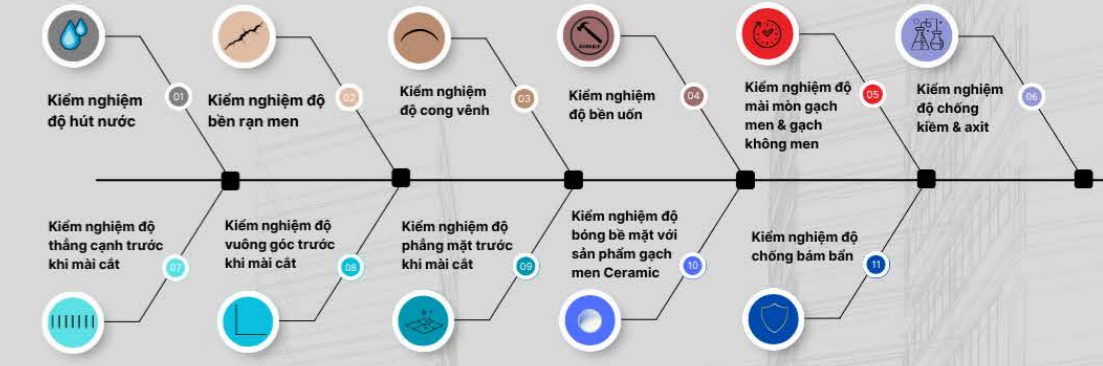 Kiểm nghiệm
độ hút nước
01
Kiểm nghiệm độ
bền rạn men
02
Kiểm nghiệm
độ cong vênh
03
Kiểm nghiệm
độ bền uốn
04
Kiểm nghiệm độ
mài mòn gạch
men & gạch
không men
05
Kiểm nghiệm
độ chống
kiềm & axit
06
Kiểm nghiệm độ
thẳng cạnh trước
khi mài cắt
07
Kiểm nghiệm độ
vuông góc trước
khi mài cắt
08
Kiểm nghiệm độ
phẳng mặt trước
khi mài cắt
09
Kiểm nghiệm độ
bóng bề mặt với
sản phẩm gạch
men Ceramic
10
Kiểm nghiệm độ
chống bám bẩn
11